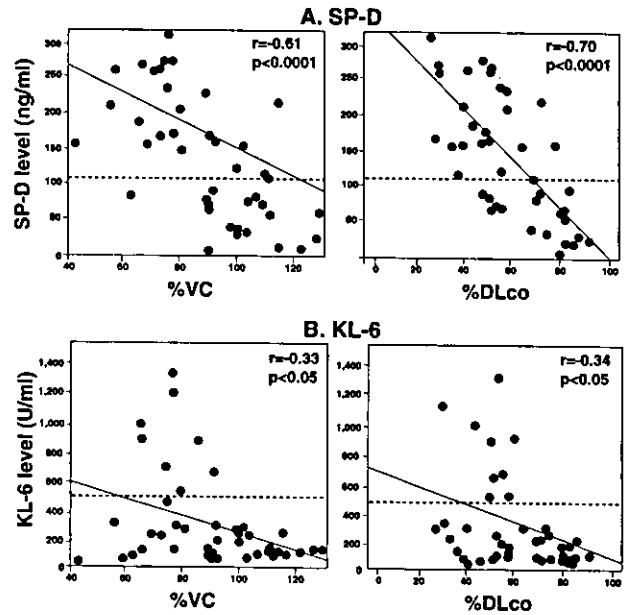 A. SP-D
SP-D level (ng/ml)
300
250
200
150
100
50
0
r=-0.61
p<0.0001
40 60 80 100 120
%VC
300
250
200
150
100
50
0
r=-0.70
p<0.0001
0 20 40 60 80 100
%DLco
B. KL-6
KL-6 level (U/ml)
1,400
1,200
1,000
800
600
400
200
0
r=-0.33
p<0.05
40 60 80 100 120
%VC
1,400
1,200
1,000
800
600
400
200
0
r=-0.34
p<0.05
0 20 40 60 80 100
%DLco